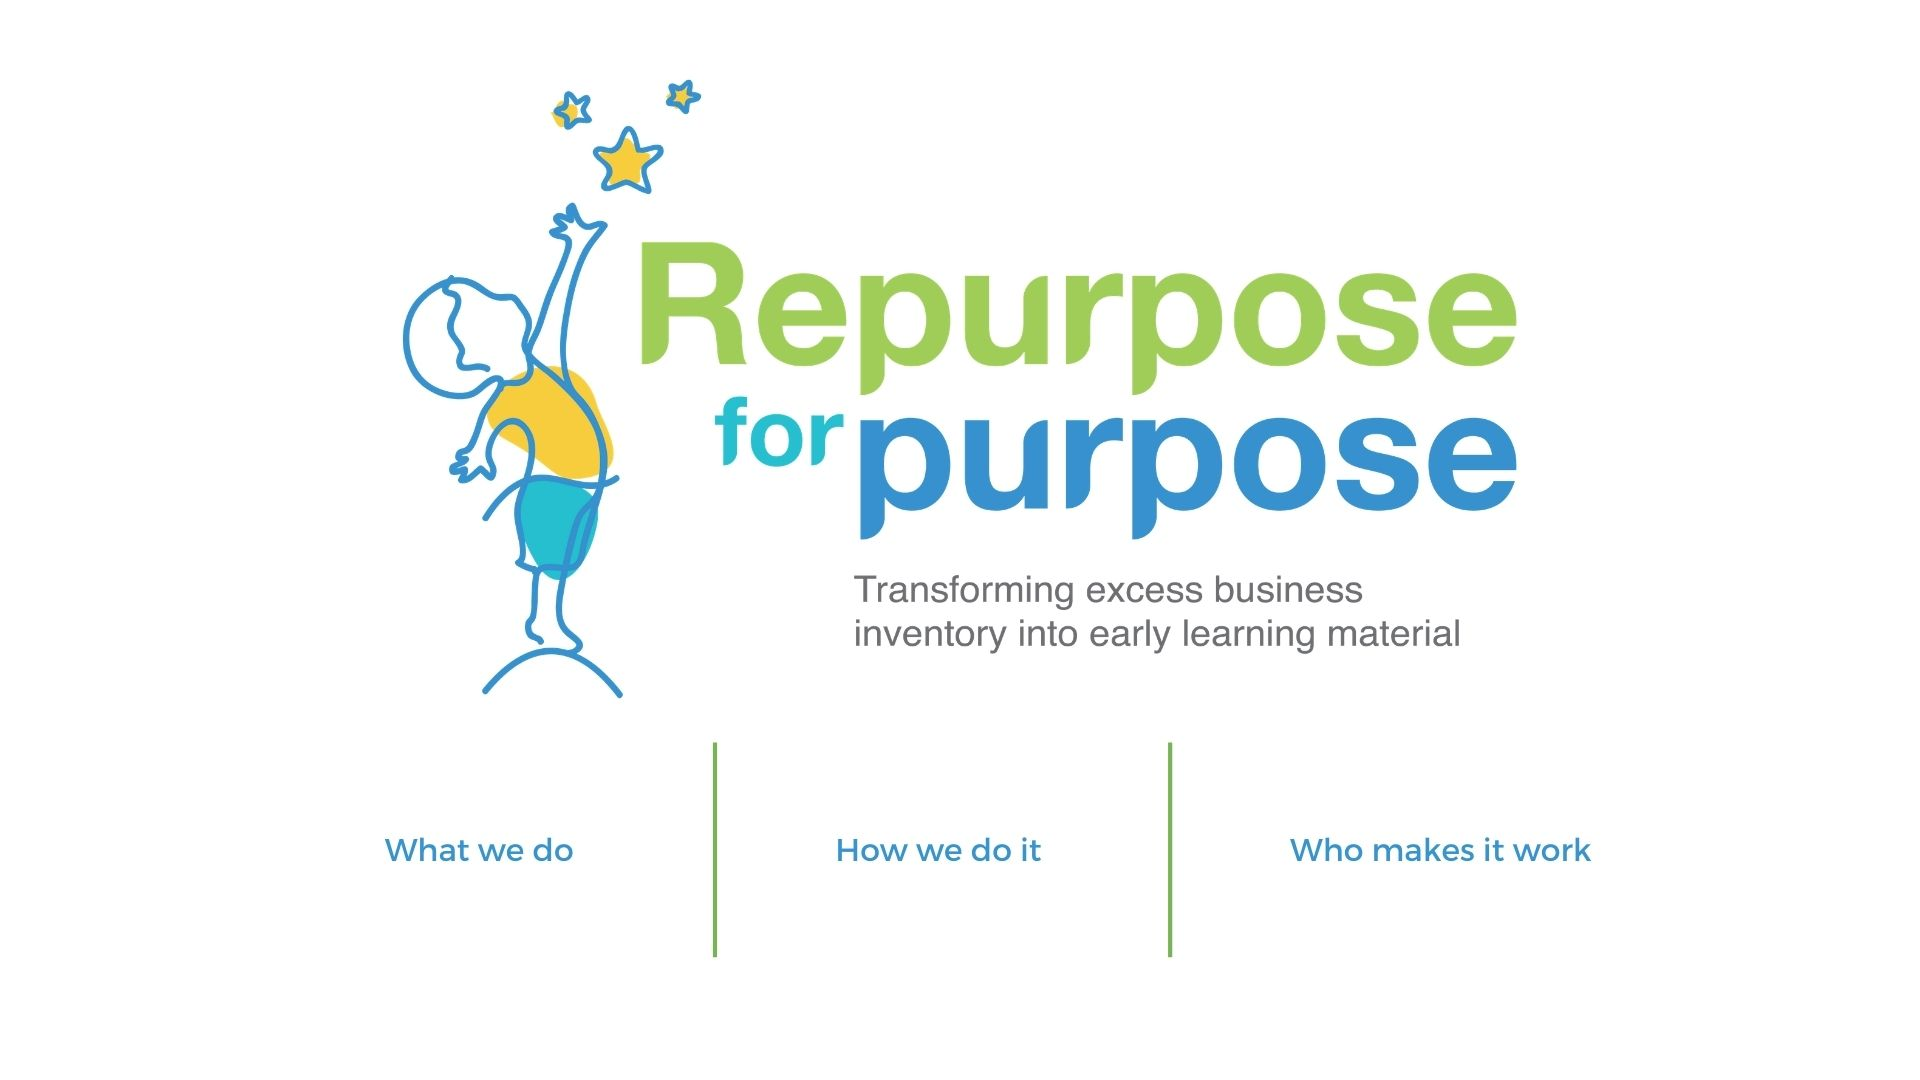 Repurpose
for purpose
Transforming excess business
inventory into early learning material
What we do
How we do it
Who makes it work